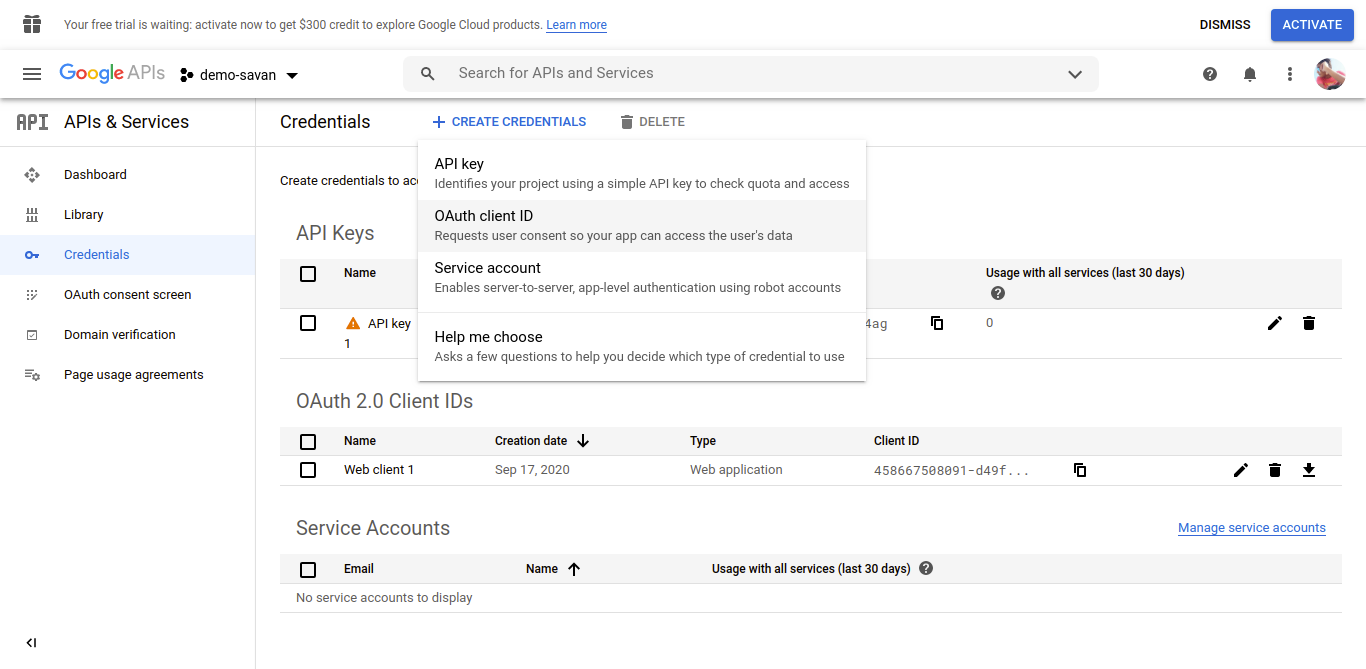 Your free trial is waiting: activate now to get $300 credit to explore Google Cloud products. Learn more
DISMISS
ACTIVATE
Google APIs
demo-savan
Search for APIs and Services
API
APIs & Services
Dashboard
Library
Credentials
OAuth consent screen
Domain verification
Page usage agreements
Credentials
CREATE CREDENTIALS
DELETE
Create credentials to acc
API key
Identifies your project using a simple API key to check quota and access
OAuth client ID
Requests user consent so your app can access the user's data
Service account
Enables server-to-server, app-level authentication using robot accounts
Help me choose
Asks a few questions to help you decide which type of credential to use
API Keys
Name
Usage with all services (last 30 days)
API key
1
4ag
0
OAuth 2.0 Client IDs
Name Creation date Type Client ID
Web client 1 Sep 17, 2020 Web application 458667508091-d49f...
Service Accounts
Manage service accounts
Email Name Usage with all services (last 30 days)
No service accounts to display